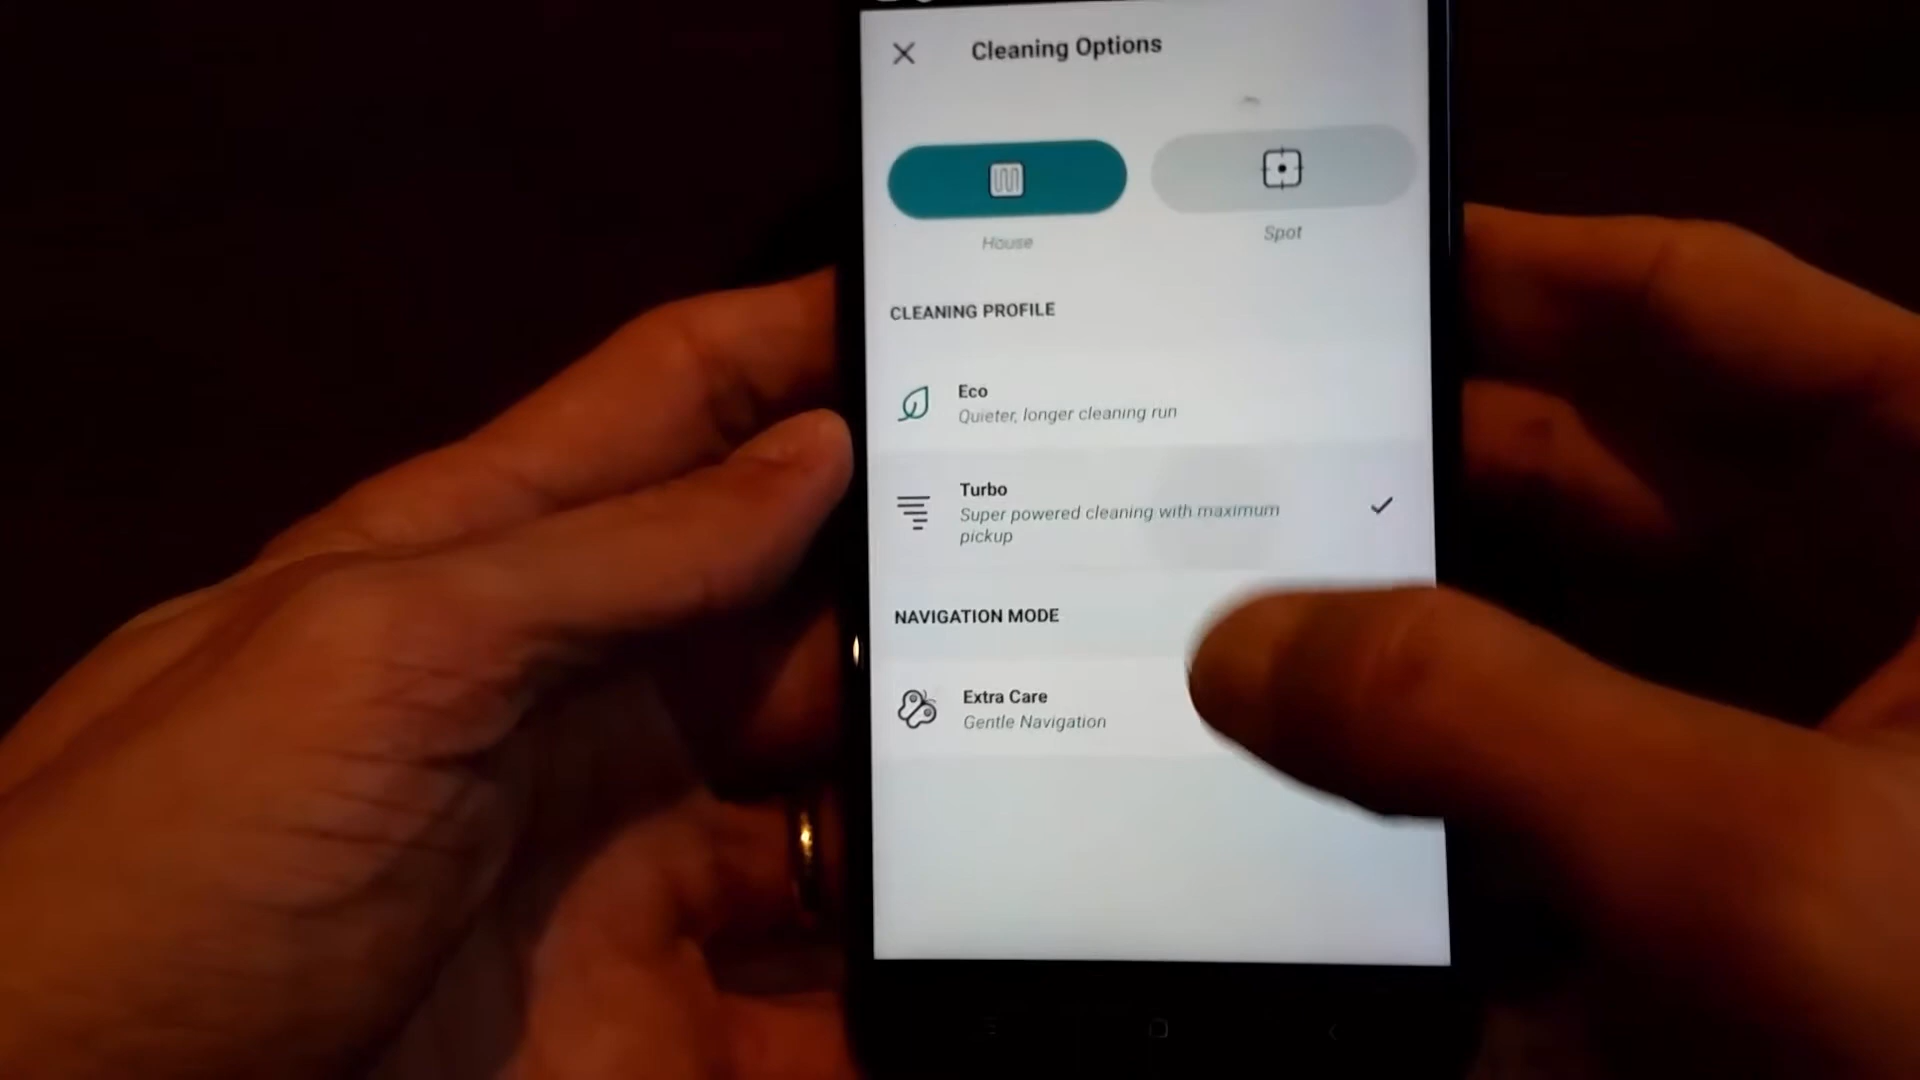 Cleaning Options
House
Spot
CLEANING PROFILE
Eco
Quieter, longer cleaning run
Turbo
Super powered cleaning with maximum
pickup
NAVIGATION MODE
Extra Care
Gentle Navigation